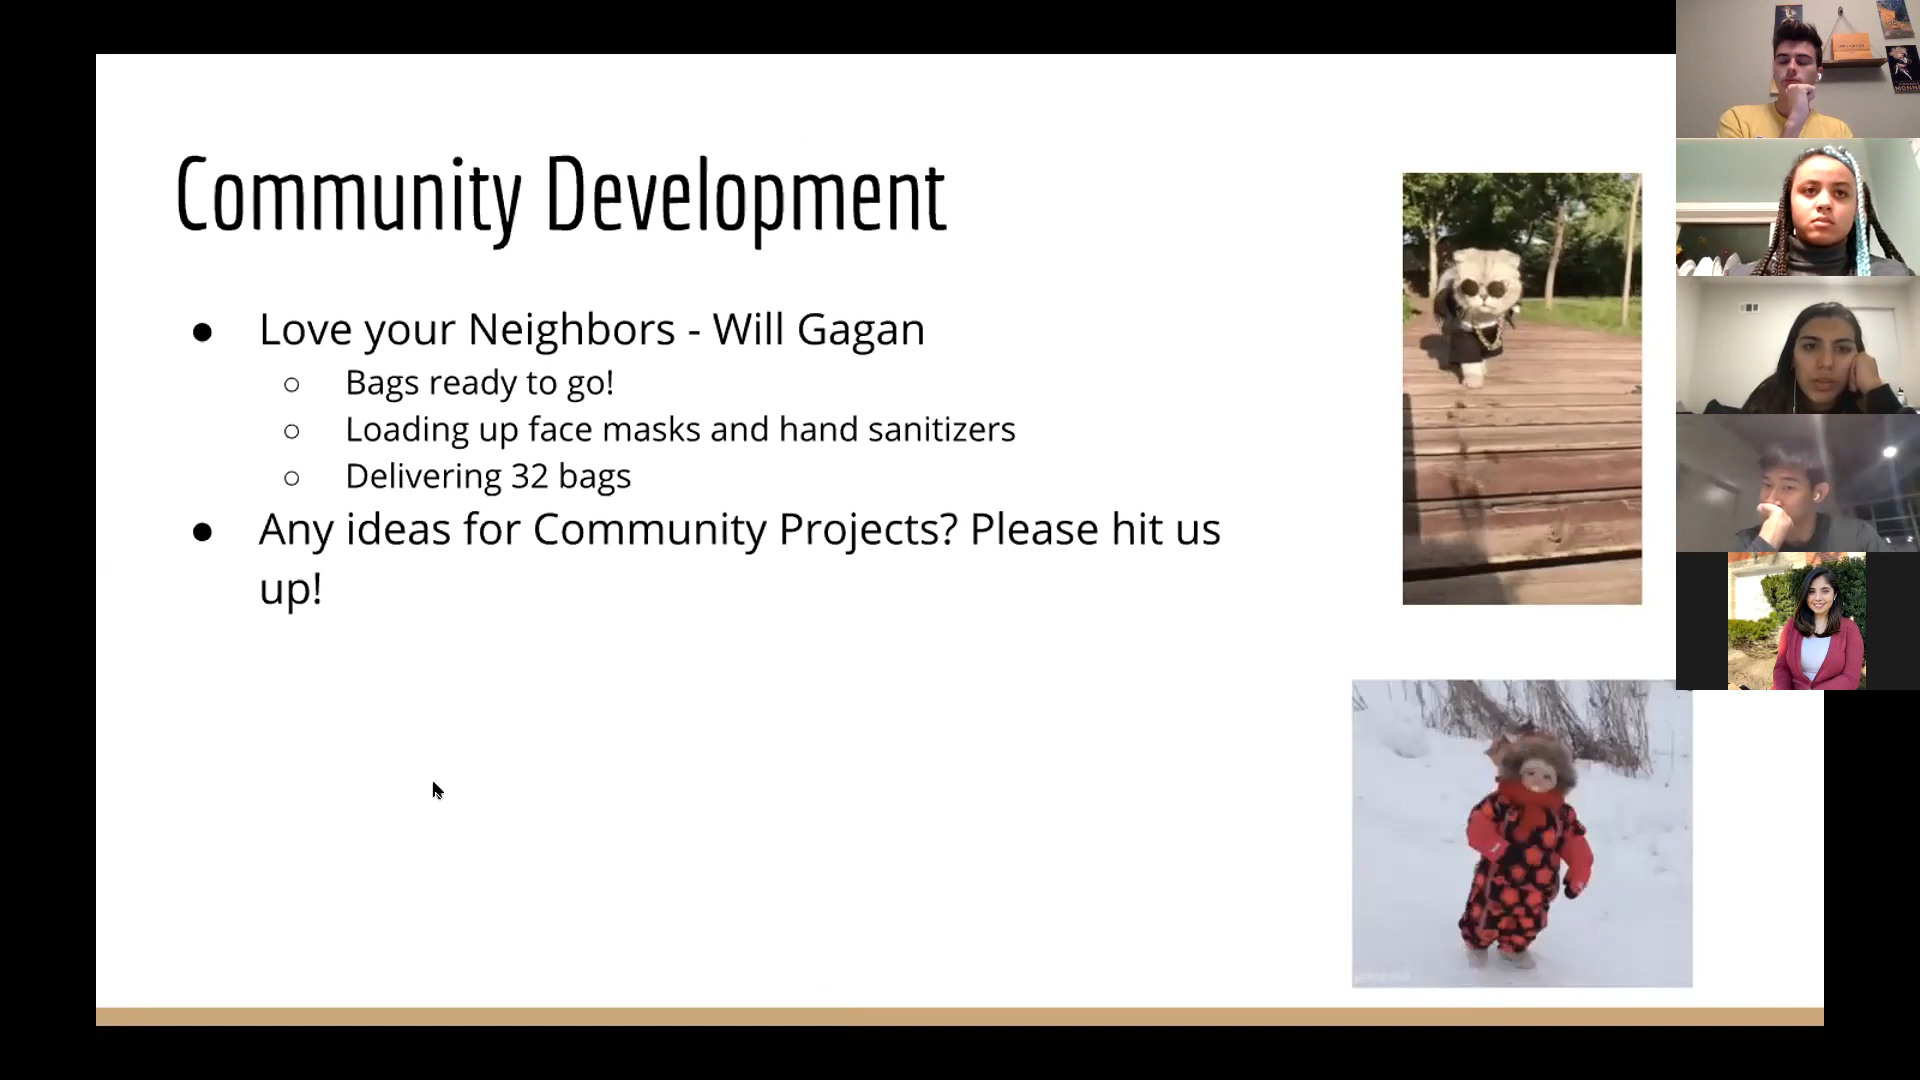 Community Development
● Love your Neighbors - Will Gagan
○ Bags ready to go!
○ Loading up face masks and hand sanitizers
○ Delivering 32 bags
● Any ideas for Community Projects? Please hit us
up!